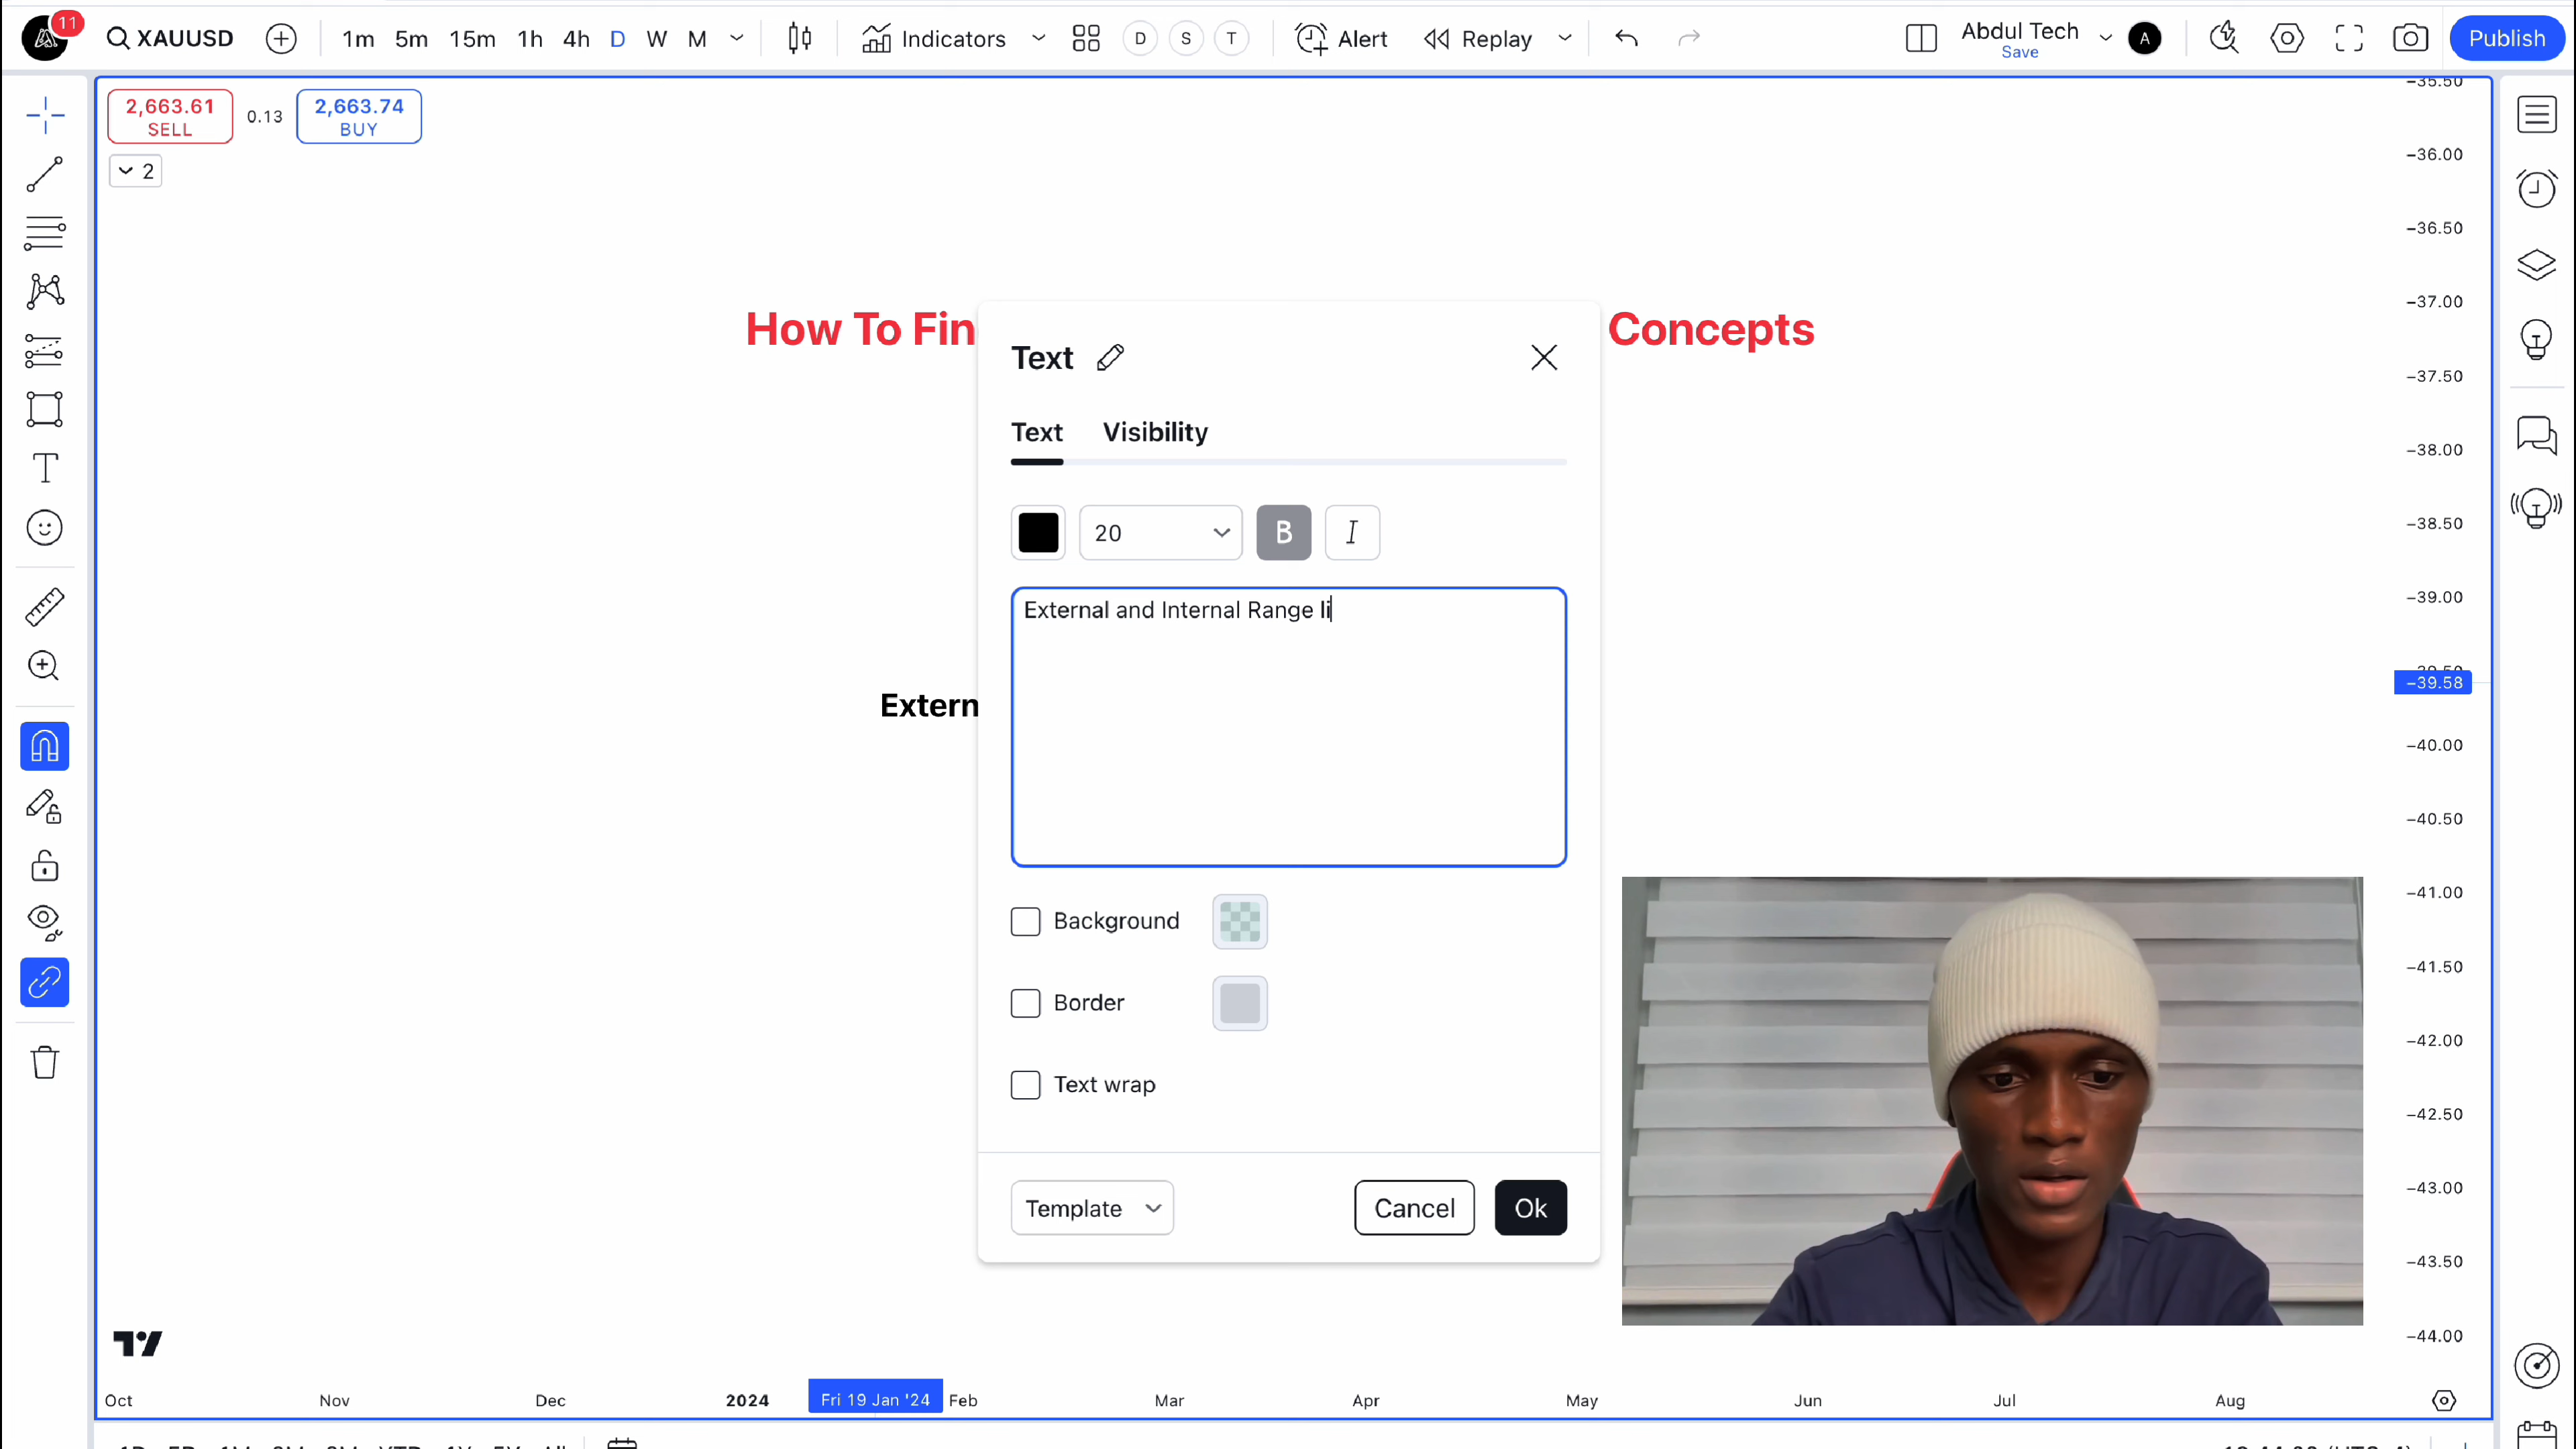 11
XAUUSD 1m 5m 15m 1h 4h D W M Indicators D S T Alert Replay Abdul Tech A Publish
Save
2,663.61 0.13 2,663.74
SELL BUY
2
How To Fin Concepts
Text
Text Visibility
20 B I
External and Internal Range li
Extern
Background
Border
Text wrap
Template Cancel Ok
−35.50
−36.00
−36.50
−37.00
−37.50
−38.00
−38.50
−39.00
−39.50
−39.58
−40.00
−40.50
−41.00
−41.50
−42.00
−42.50
−43.00
−43.50
−44.00
Oct Nov Dec 2024 Fri 19 Jan '24 Feb Mar Apr May Jun Jul Aug